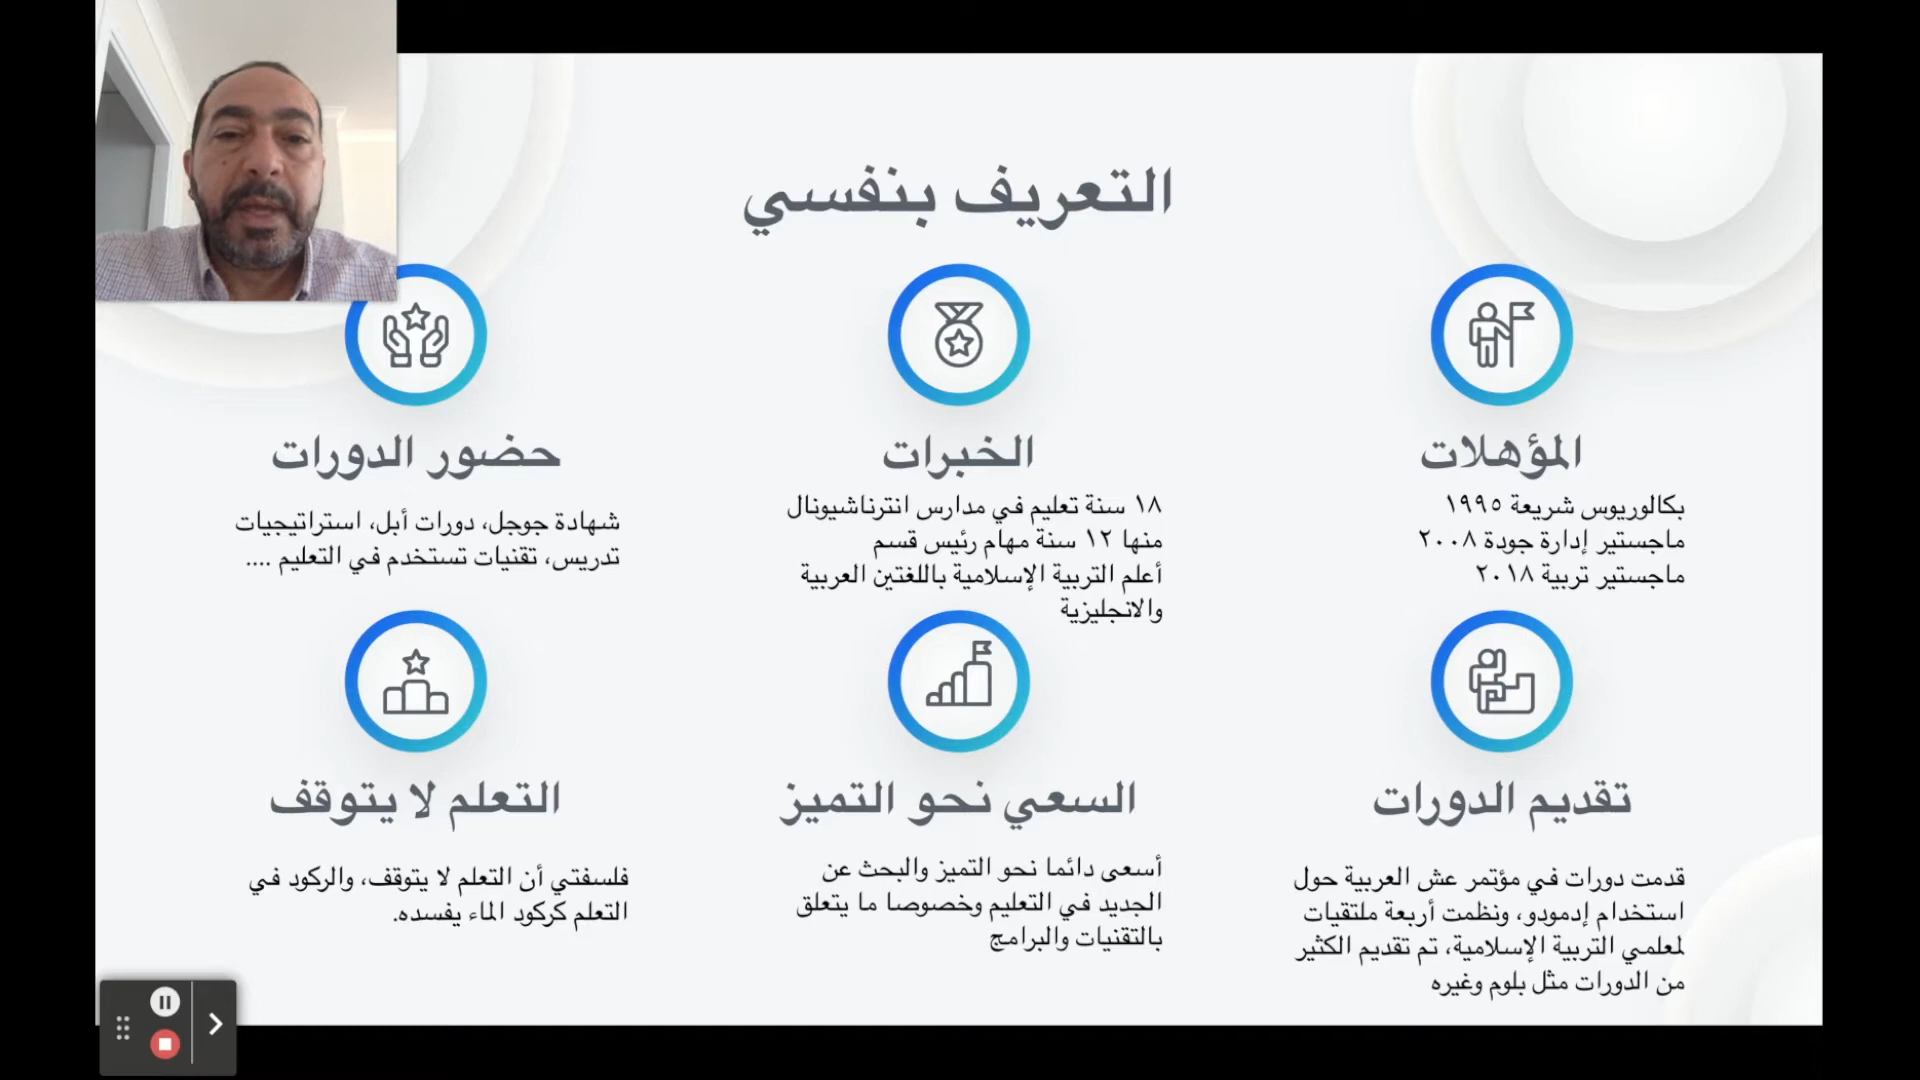 التعريف بنفسي
المؤهلات
بكالوريوس شريعة ١٩٩٥
ماجستير إدارة جودة ٢٠٠٨
ماجستير تربية ٢٠١٨
الخبرات
١٨ سنة تعليم في مدارس انترناشيونال
منها ١٢ سنة مهام رئيس قسم
أعلم التربية الإسلامية باللغتين العربية
والانجليزية
حضور الدورات
شهادة جوجل، دورات أبل، استراتيجيات
تدريس، تقنيات تستخدم في التعليم ....
تقديم الدورات
قدمت دورات في مؤتمر عش العربية حول
استخدام إدمودو، ونظمت أربعة ملتقيات
لمعلمي التربية الإسلامية، تم تقديم الكثير
من الدورات مثل بلوم وغيره
السعي نحو التميز
أسعى دائما نحو التميز والبحث عن
الجديد في التعليم وخصوصا ما يتعلق
بالتقنيات والبرامج
التعلم لا يتوقف
فلسفتي أن التعلم لا يتوقف، والركود في
التعلم كركود الماء يفسده.